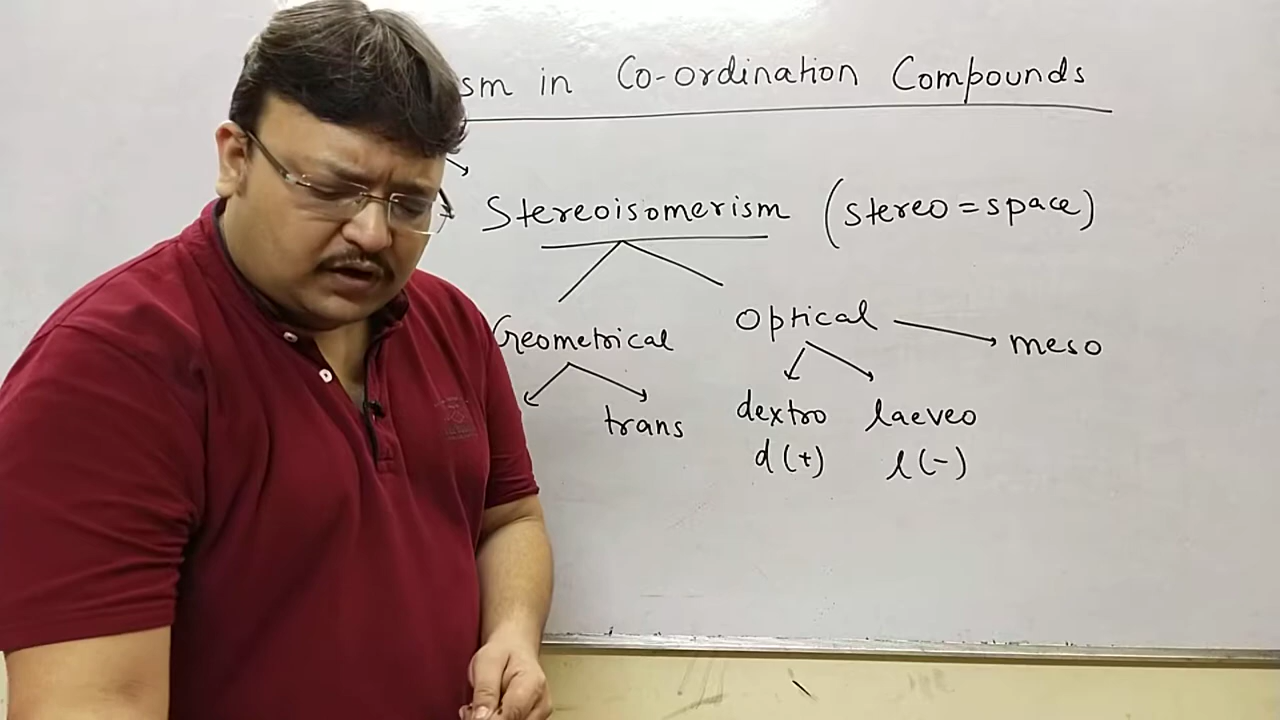 sm in Co-ordination Compounds
Stereoisomerism (stereo = space)
Geometrical Optical meso
trans dextro laeveo
d(+) l(-)